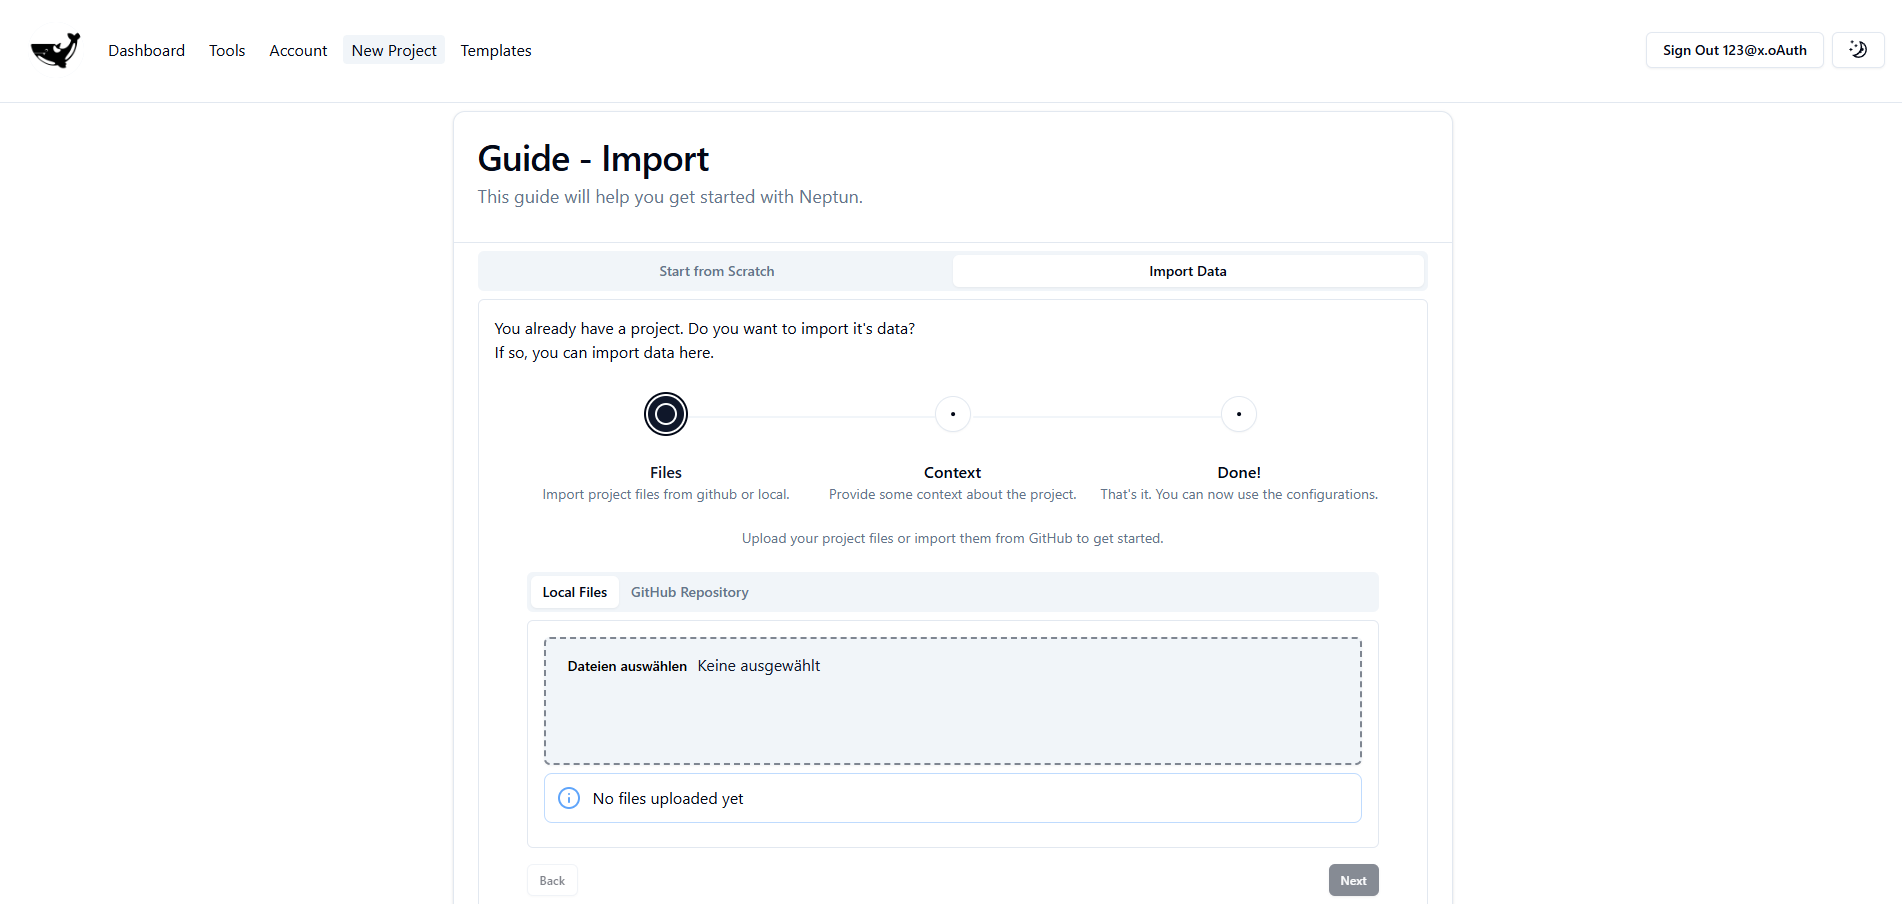 Dashboard Tools Account New Project Templates Sign Out 123@x.oAuth
Guide - Import
This guide will help you get started with Neptun.
Start from Scratch Import Data
You already have a project. Do you want to import it's data?
If so, you can import data here.
Files Context Done!
Import project files from github or local. Provide some context about the project. That's it. You can now use the configurations.
Upload your project files or import them from GitHub to get started.
Local Files GitHub Repository
Dateien auswählen Keine ausgewählt
No files uploaded yet
Back Next